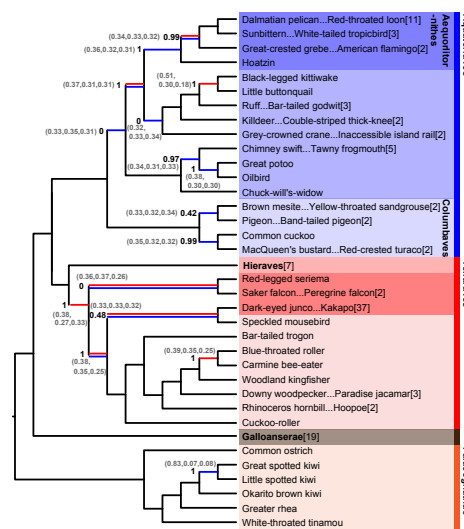 Dalmatian pelican...Red-throated loon[11]
Sunbittern...White-tailed tropicbird[3]
Great-crested grebe...American flamingo[2]
Hoatzin
Black-legged kittiwake
Little buttonquail
Ruff...Bar-tailed godwit[3]
Killdeer...Couble-striped thick-knee[2]
Grey-crowned crane...Inaccessible island rail[2]
Chimney swift...Tawny frogmouth[5]
Great potoo
Oilbird
Chuck-will's-widow
Brown mesite...Yellow-throated sandgrouse[2]
Pigeon...Band-tailed pigeon[2]
Common cuckoo
MacQueen's bustard...Red-crested turaco[2]
Hieraves[7]
Red-legged seriema
Saker falcon...Peregrine falcon[2]
Dark-eyed junco...Kakapo[37]
Speckled mousebird
Bar-tailed trogon
Blue-throated roller
Carmine bee-eater
Woodland kingfisher
Downy woodpecker...Paradise jacamar[3]
Rhinoceros hornbill...Hoopoe[2]
Cuckoo-roller
Galloanserae[19]
Common ostrich
Great spotted kiwi
Little spotted kiwi
Okarito brown kiwi
Greater rhea
White-throated tinamou
Aequorlitor
-nithes
Columbaves
(0.34,0.33,0.32) 0.99
(0.36,0.32,0.31) 1
(0.37,0.31,0.31) 1
(0.51,
0.30,0.18) 1
0
(0.32,
0.33,0.34)
(0.33,0.35,0.31) 0
0.97
(0.34,0.31,0.33)
1
(0.38,
0.30,0.30)
(0.33,0.32,0.34) 0.42
(0.35,0.32,0.32) 0.99
(0.36,0.37,0.26)
0
1
(0.38,
0.27,0.33)
(0.33,0.33,0.32)
0.48
1
(0.38,
0.35,0.25)
(0.39,0.35,0.25)
1
(0.83,0.07,0.08)
1